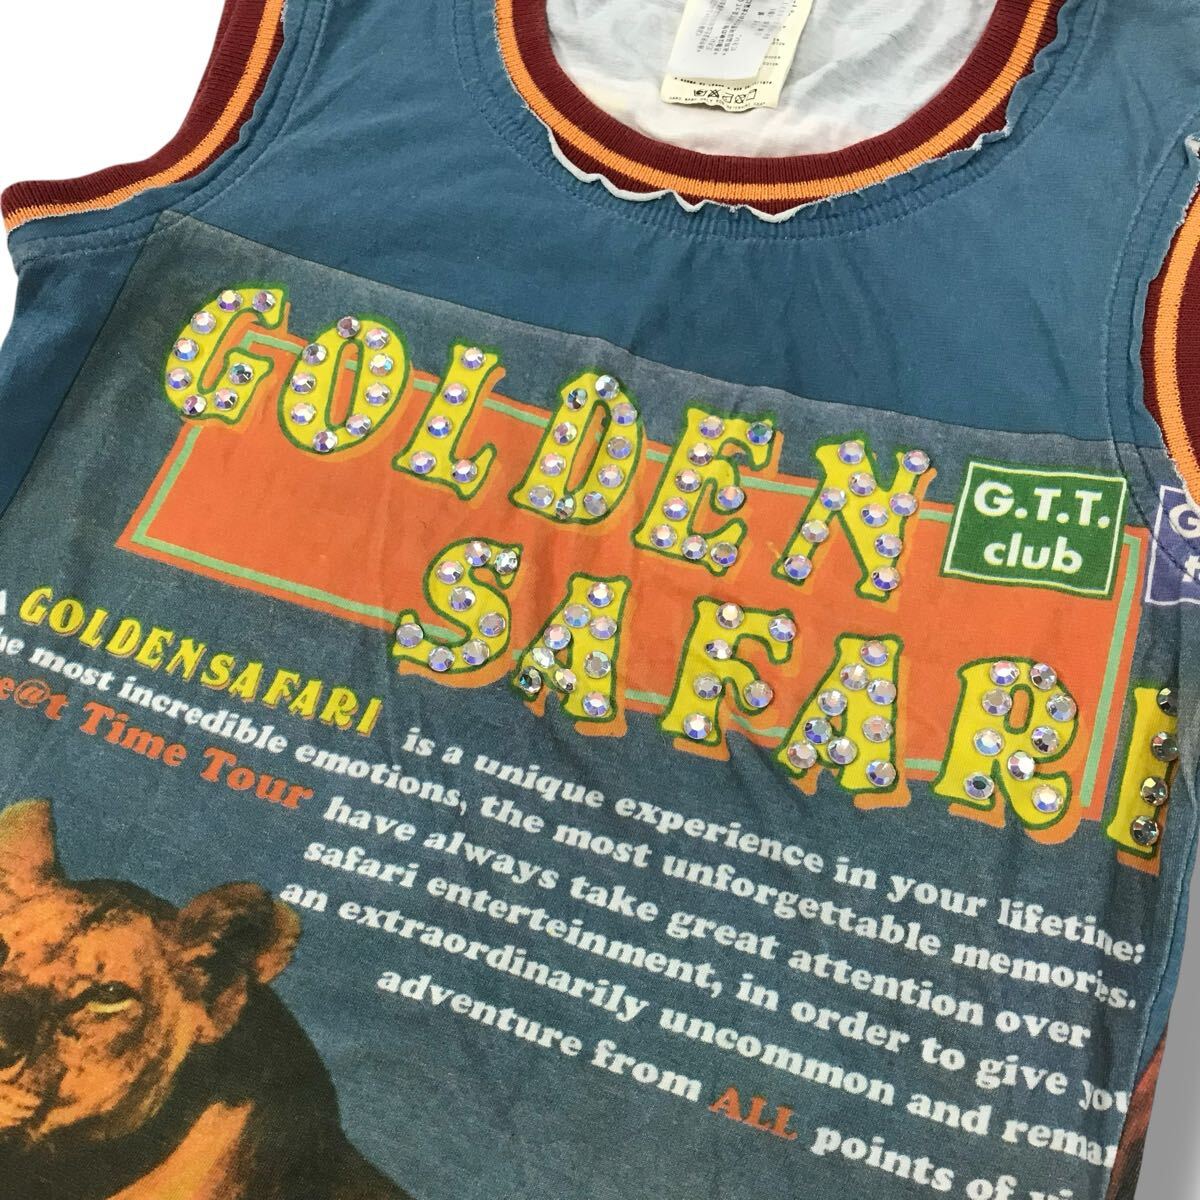 GOLDEN
SAFARI
G.T.T.
club
A GOLDENSAFARI is a unique experience in your lifetime:
the most incredible emotions, the most unforgettable memories.
Time Tour have always take great attention over
safari enterteinment, in order to give you
an extraordinarily uncommon and
adventure from ALL points of